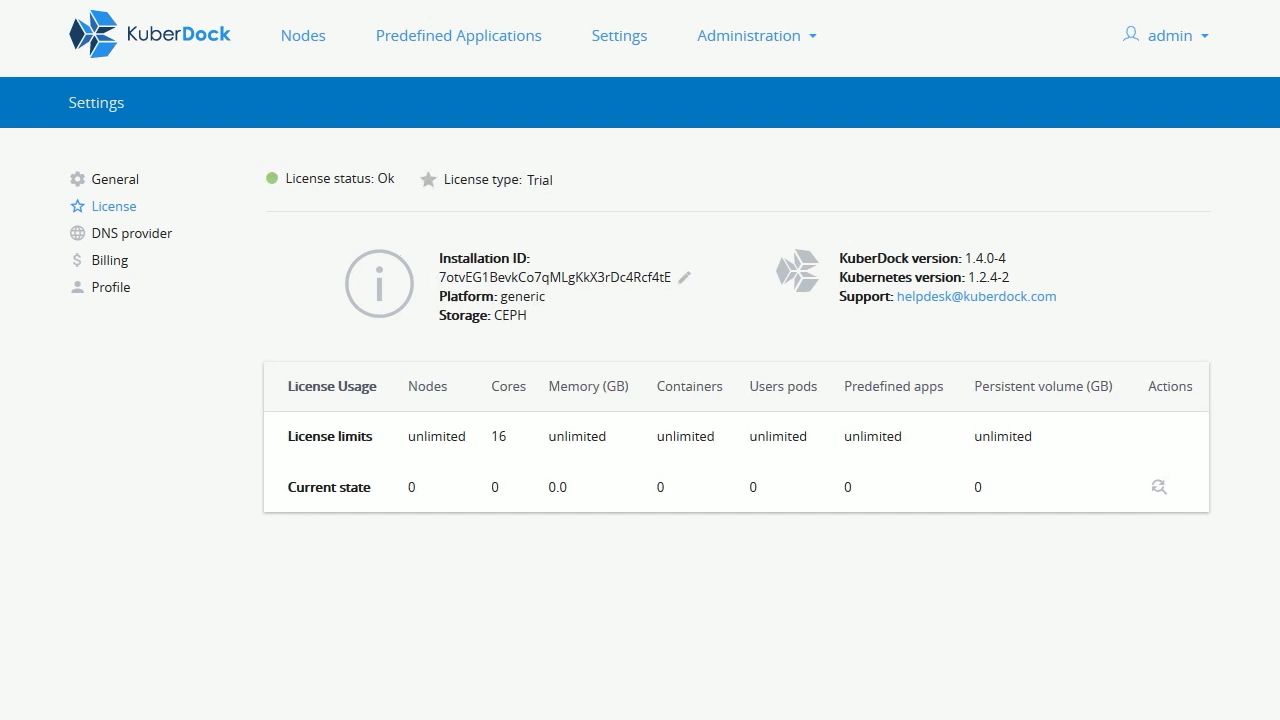 KuberDock Nodes Predefined Applications Settings Administration admin
Settings
General
License
DNS provider
Billing
Profile
License status: Ok License type: Trial
Installation ID:
7otvEG1BevkCo7qMLgKkX3rDc4Rcf4tE
Platform: generic
Storage: CEPH
KuberDock version: 1.4.0-4
Kubernetes version: 1.2.4-2
Support: helpdesk@kuberdock.com
License Usage Nodes Cores Memory (GB) Containers Users pods Predefined apps Persistent volume (GB) Actions
License limits unlimited 16 unlimited unlimited unlimited unlimited unlimited
Current state 0 0 0.0 0 0 0 0